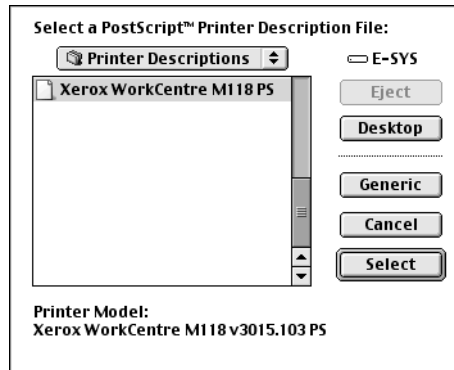 Select a PostScript™ Printer Description File:
Printer Descriptions
E-SYS
Xerox WorkCentre M118 PS
Eject
Desktop
Generic
Cancel
Select
Printer Model:
Xerox WorkCentre M118 v3015.103 PS